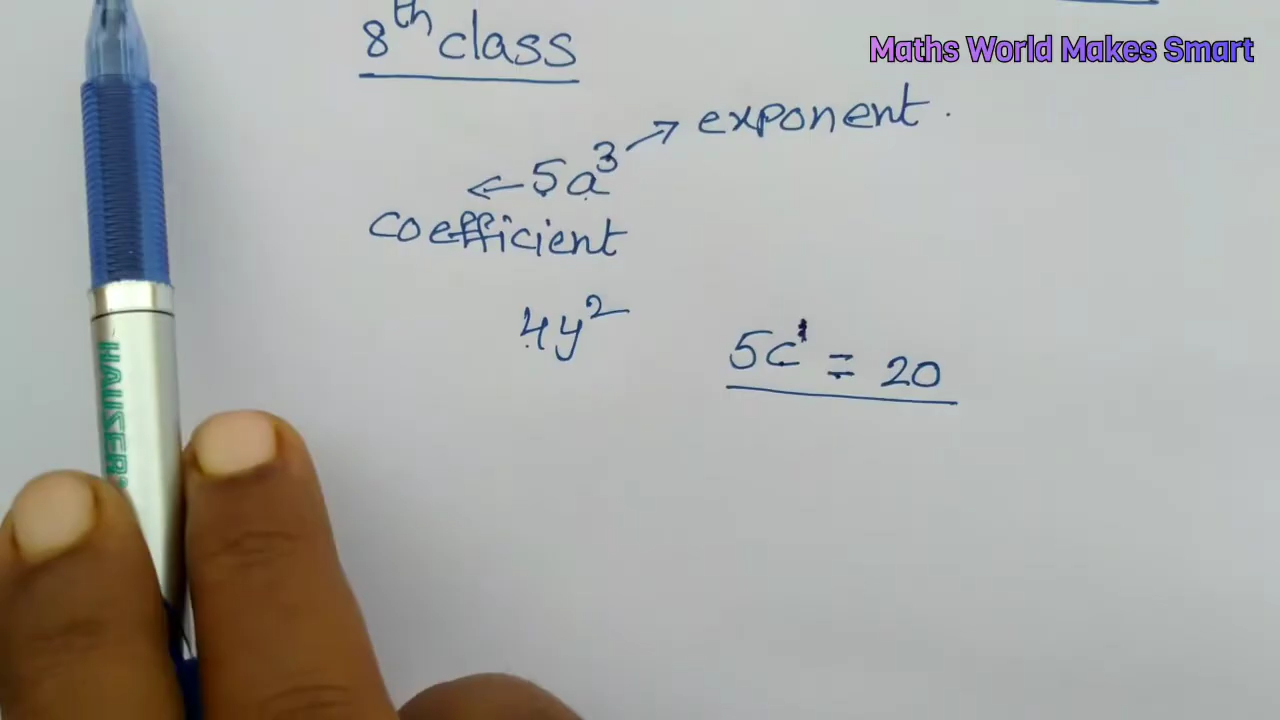 8th class
Maths World Makes Smart
→ exponent.
← 5a³
coefficient
4y²
5c¹ = 20
HAUSER